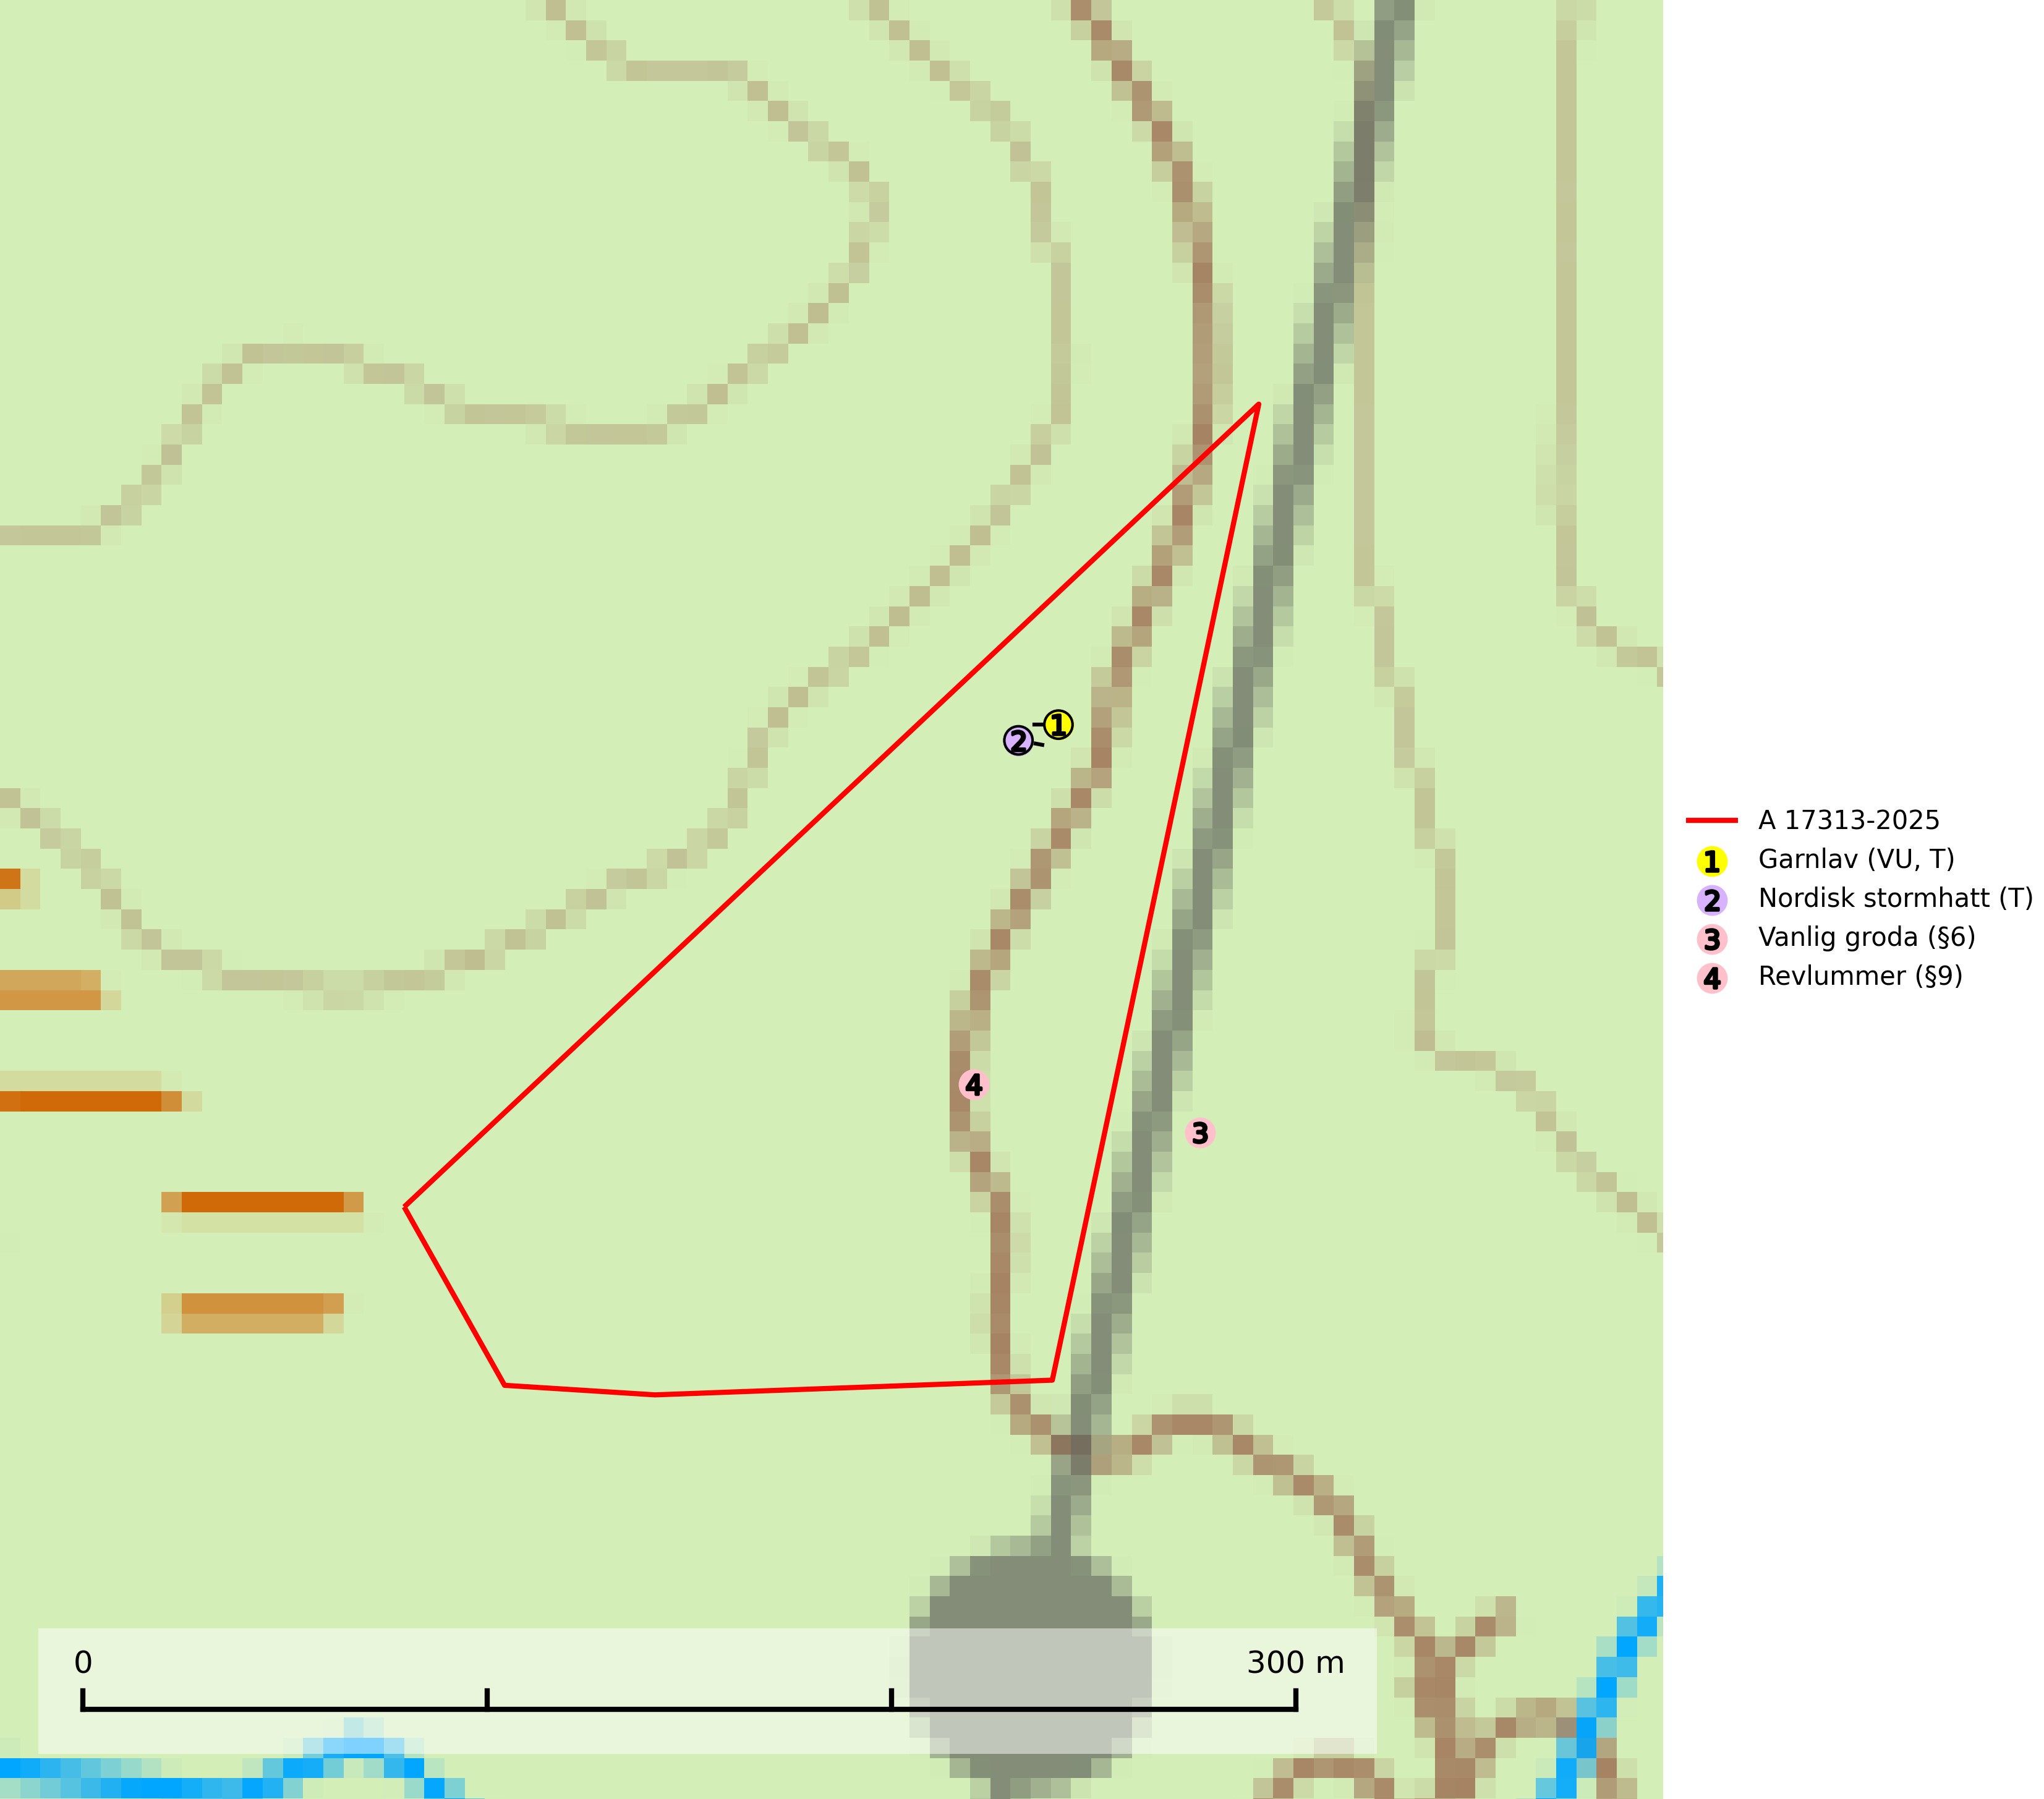 1
2
4
3
A 17313-2025
1 Garnlav (VU, T)
2 Nordisk stormhatt (T)
3 Vanlig groda (§6)
4 Revlummer (§9)
0 300 m